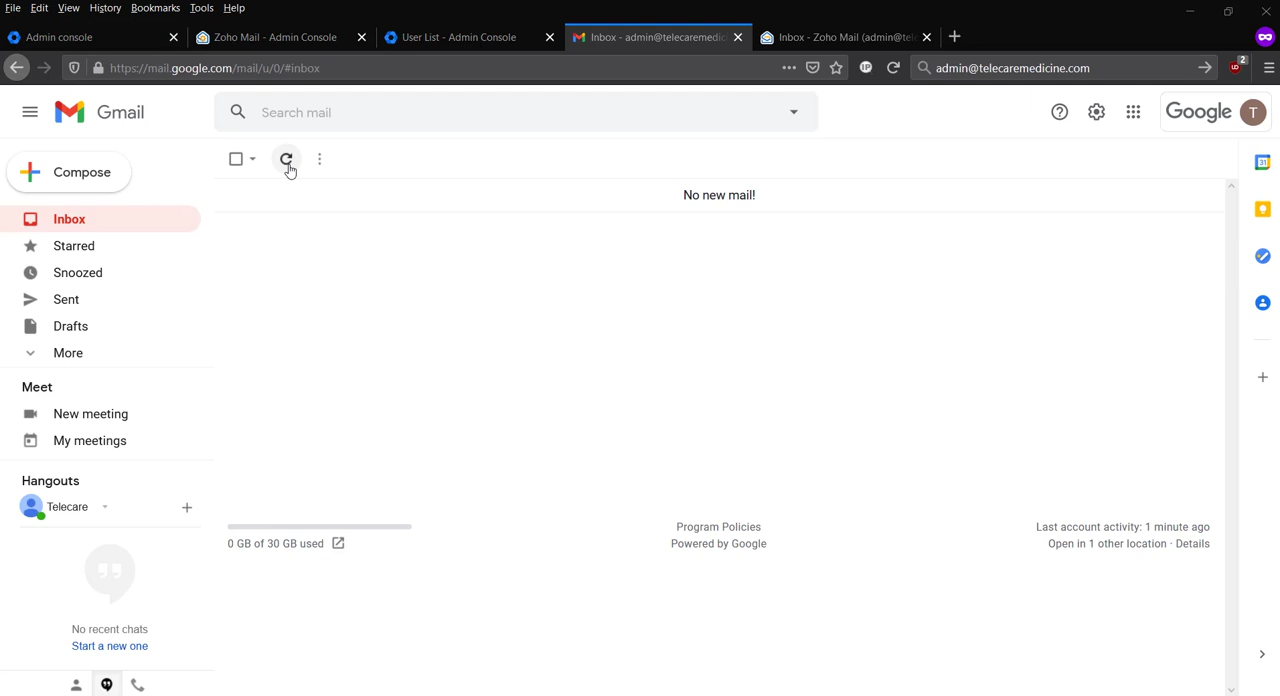 File Edit View History Bookmarks Tools Help
Admin console
Zoho Mail - Admin Console
User List - Admin Console
Inbox - admin@telecaremedic
Inbox - Zoho Mail (admin@tel
https://mail.google.com/mail/u/0/#inbox
admin@telecaremedicine.com
2
Gmail
Search mail
Google
T
Compose
31
No new mail!
Inbox
Starred
Snoozed
Sent
Drafts
More
Meet
New meeting
My meetings
Hangouts
Telecare
0 GB of 30 GB used
Program Policies
Powered by Google
Last account activity: 1 minute ago
Open in 1 other location · Details
No recent chats
Start a new one